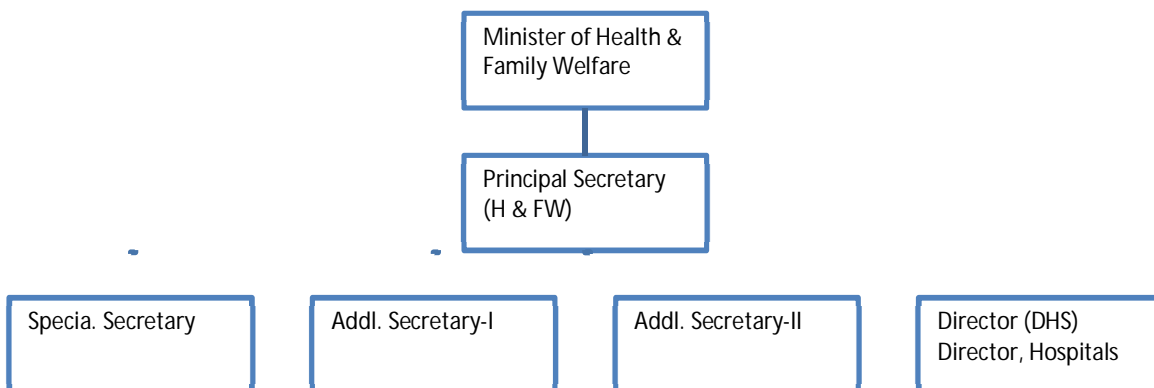 Minister of Health &
Family Welfare
Principal Secretary
(H & FW)
Specia. Secretary
Addl. Secretary-I
Addl. Secretary-II
Director (DHS)
Director, Hospitals